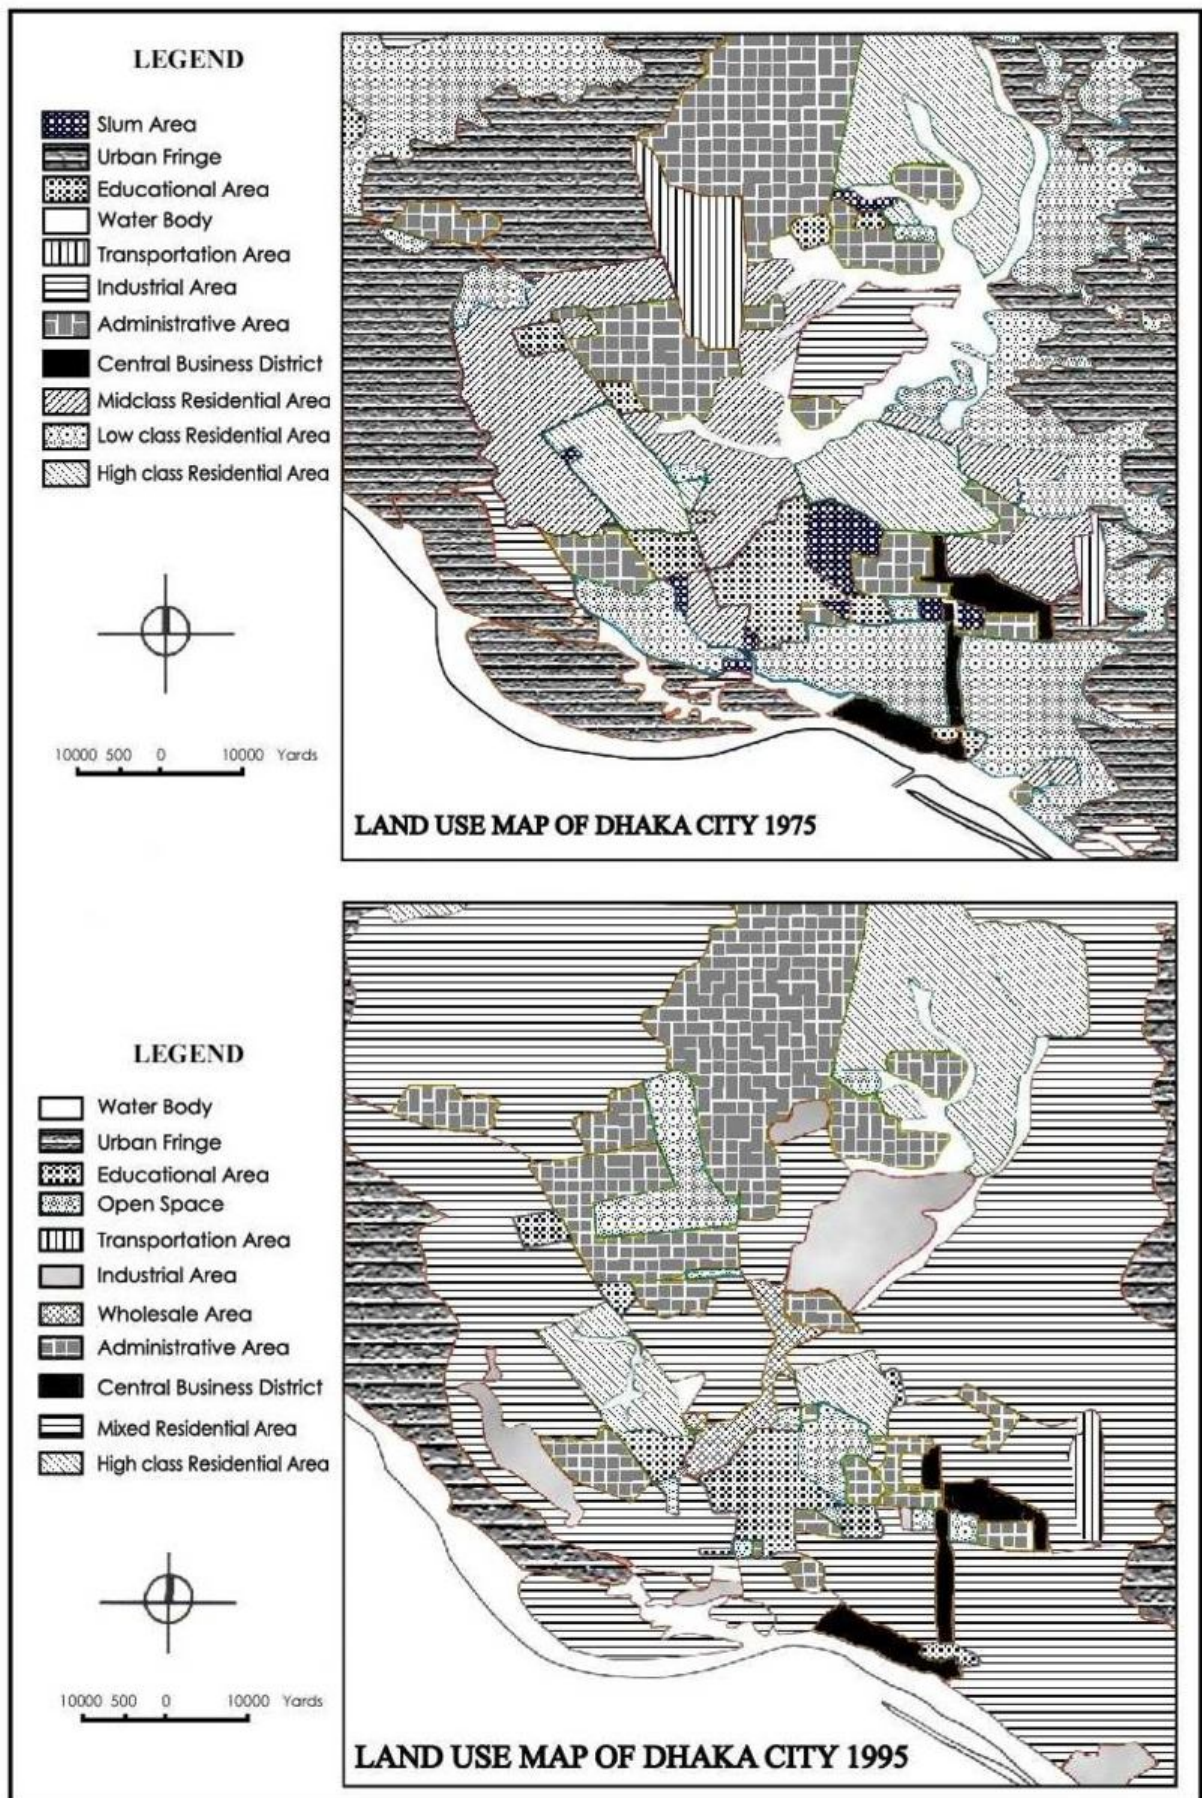 LEGEND
Slum Area
Urban Fringe
Educational Area
Water Body
Transportation Area
Industrial Area
Administrative Area
Central Business District
Midclass Residential Area
Low class Residential Area
High class Residential Area
10000 500 0 10000 Yards
LAND USE MAP OF DHAKA CITY 1975
LEGEND
Water Body
Urban Fringe
Educational Area
Open Space
Transportation Area
Industrial Area
Wholesale Area
Administrative Area
Central Business District
Mixed Residential Area
High class Residential Area
10000 500 0 10000 Yards
LAND USE MAP OF DHAKA CITY 1995